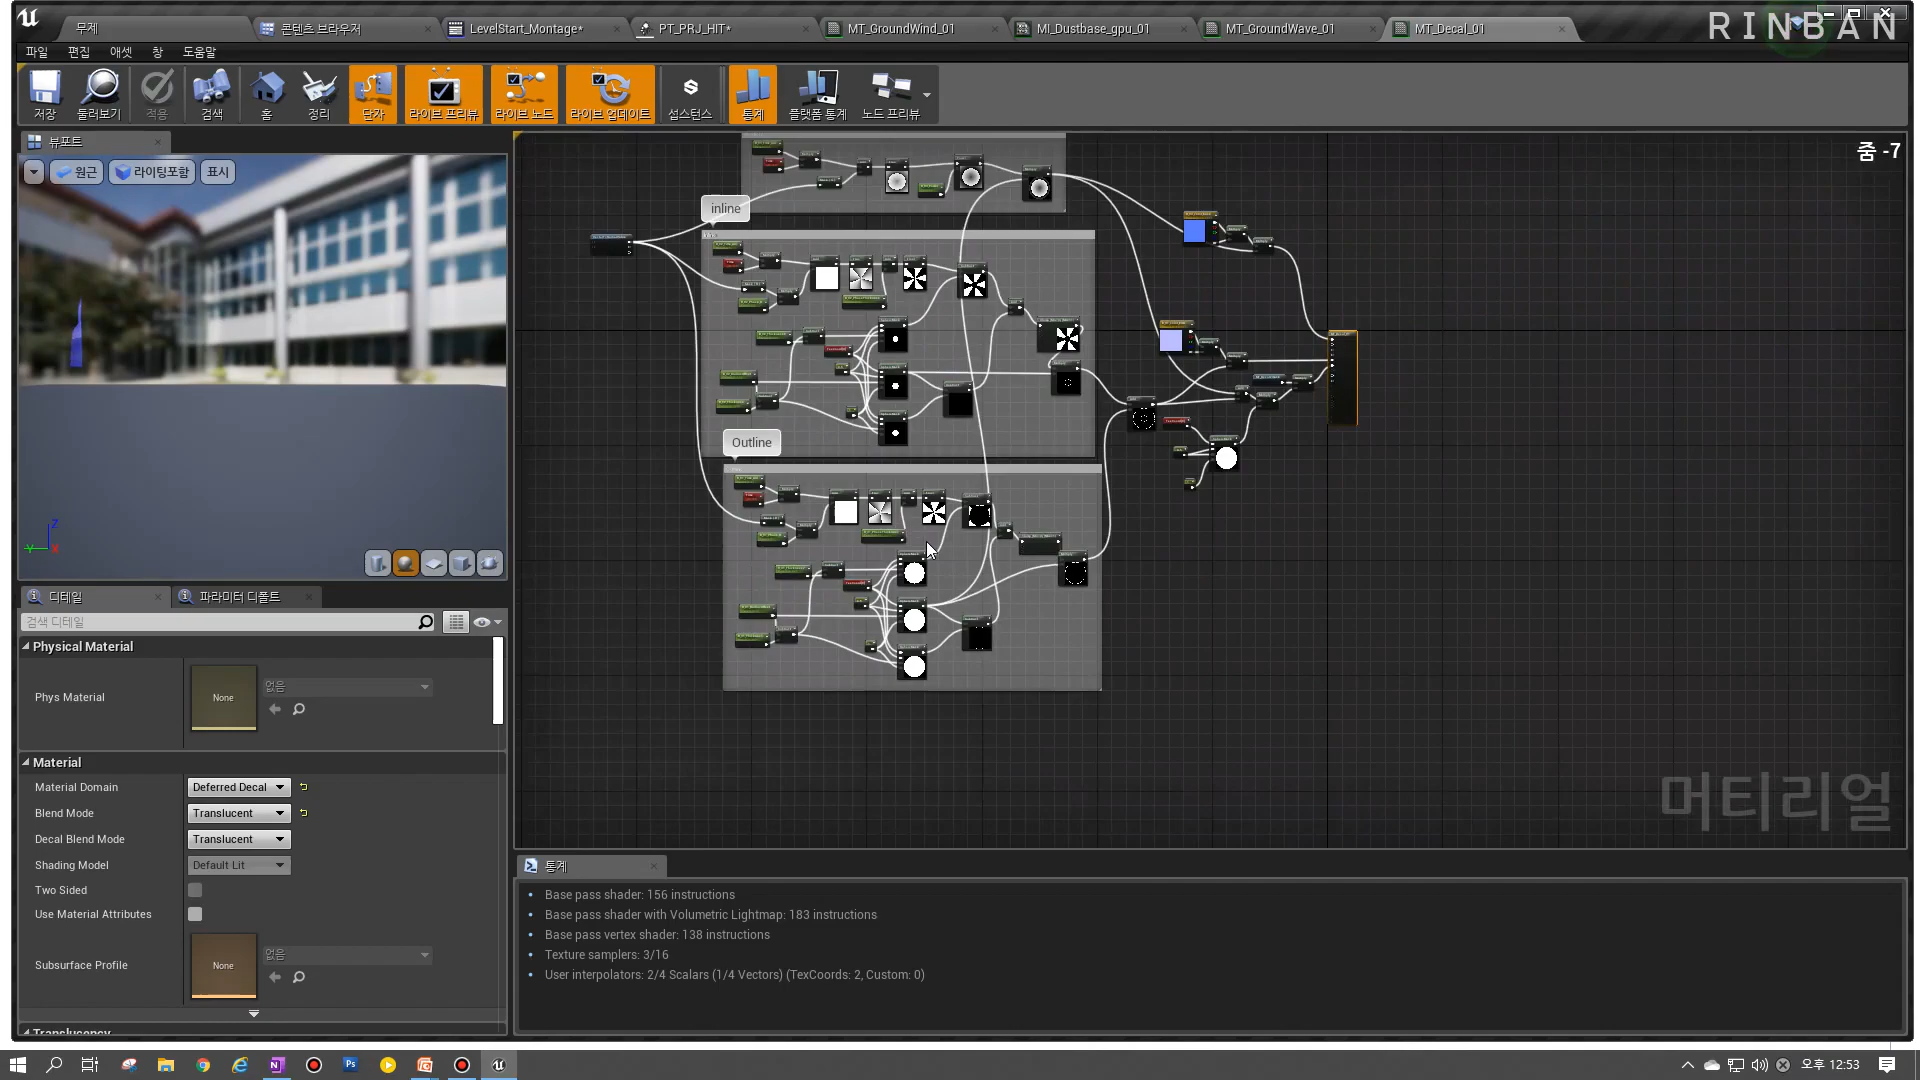 RINBAN
무제
콘텐츠 브라우저
LevelStart_Montage*
PT_PRJ_HIT*
MT_GroundWind_01
MI_Dustbase_gpu_01
MT_GroundWave_01
MT_Decal_01
파일
편집
애셋
창
도움말
저장
둘러보기
적용
검색
홈
정리
단자
라이브 프리뷰
라이브 노드
라이브 업데이트
섭스턴스
통계
플랫폼 통계
노드 프리뷰
뷰포트
원근
라이팅포함
표시
줌 -7
inline
Outline
머티리얼
디테일
파라미터 디폴트
검색 디테일
Physical Material
Phys Material
None
없음
Material
Material Domain
Deferred Decal
Blend Mode
Translucent
Decal Blend Mode
Translucent
Shading Model
Default Lit
Two Sided
Use Material Attributes
Subsurface Profile
None
없음
Translucency
통계
Base pass shader: 156 instructions
Base pass shader with Volumetric Lightmap: 183 instructions
Base pass vertex shader: 138 instructions
Texture samplers: 3/16
User interpolators: 2/4 Scalars (1/4 Vectors) (TexCoords: 2, Custom: 0)
오후 12:53